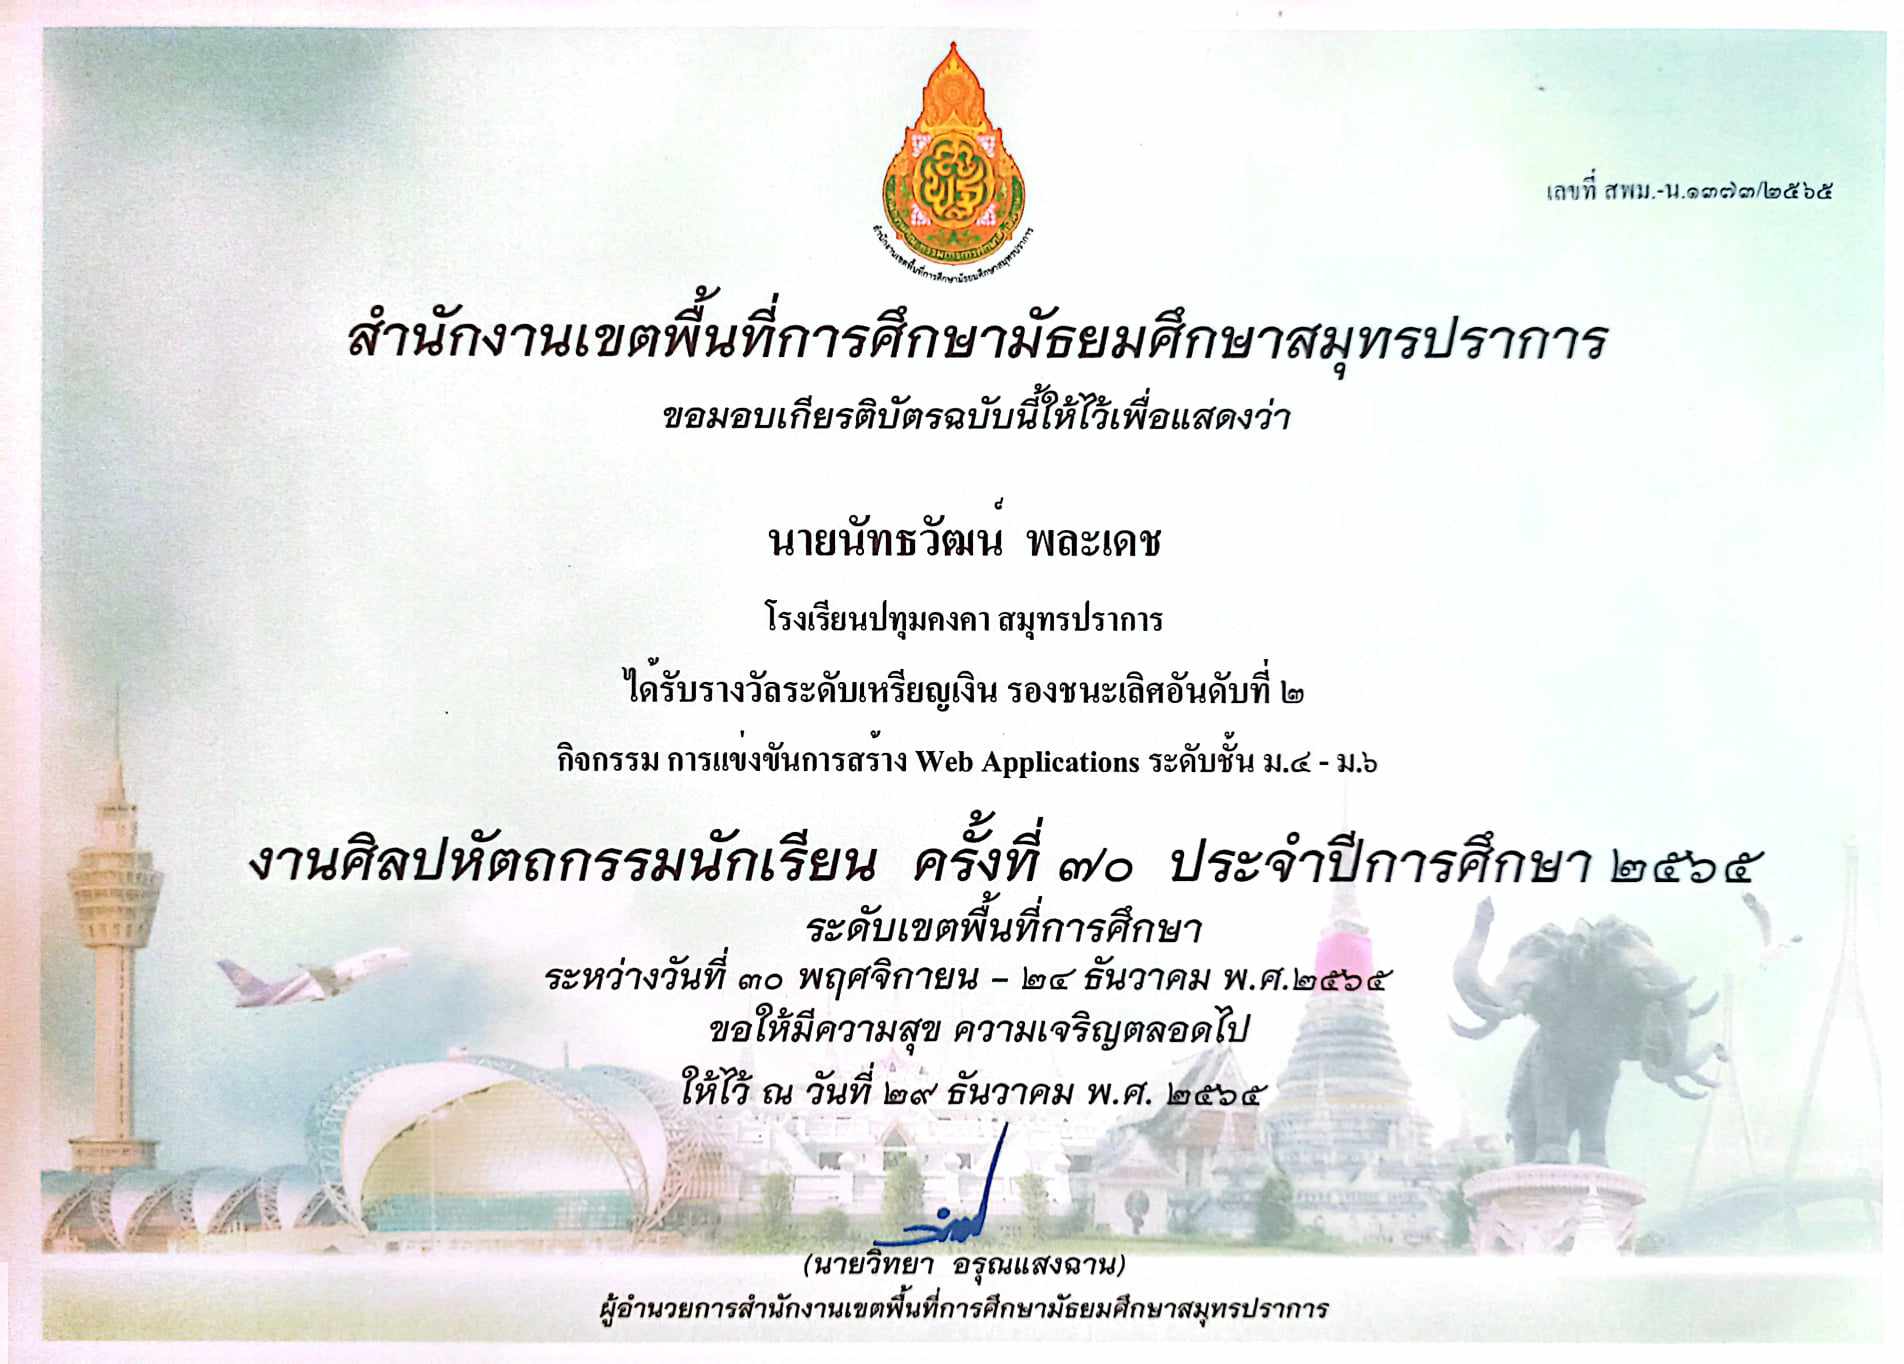 สำนักงานเขตพื้นที่การศึกษามัธยมศึกษาสมุทรปราการ
เลขที่ สพม.-น.๑๓๗๓/๒๕๖๕
สำนักงานเขตพื้นที่การศึกษามัธยมศึกษาสมุทรปราการ
ขอมอบเกียรติบัตรฉบับนี้ให้ไว้เพื่อแสดงว่า
นายนัทธวัฒน์ พละเดช
โรงเรียนปทุมคงคา สมุทรปราการ
ได้รับรางวัลระดับเหรียญเงิน รองชนะเลิศอันดับที่ ๒
กิจกรรม การแข่งขันการสร้าง Web Applications ระดับชั้น ม.๔ - ม.๖
งานศิลปหัตถกรรมนักเรียน ครั้งที่ ๗๐ ประจำปีการศึกษา ๒๕๖๕
ระดับเขตพื้นที่การศึกษา
ระหว่างวันที่ ๓๐ พฤศจิกายน – ๒๔ ธันวาคม พ.ศ.๒๕๖๕
ขอให้มีความสุข ความเจริญตลอดไป
ให้ไว้ ณ วันที่ ๒๙ ธันวาคม พ.ศ. ๒๕๖๕
(นายวิทยา อรุณแสงฉาน)
ผู้อำนวยการสำนักงานเขตพื้นที่การศึกษามัธยมศึกษาสมุทรปราการ